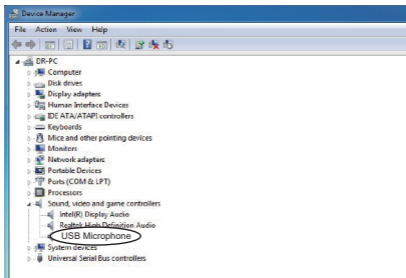 Device Manager
File Action View Help
DR-PC
Computer
Disk drives
Display adapters
Human Interface Devices
IDE ATA/ATAPI controllers
Keyboards
Mice and other pointing devices
Monitors
Network adapters
Portable Devices
Ports (COM & LPT)
Processors
Sound, video and game controllers
Intel(R) Display Audio
Realtek High Definition Audio
USB Microphone
System devices
Universal Serial Bus controllers